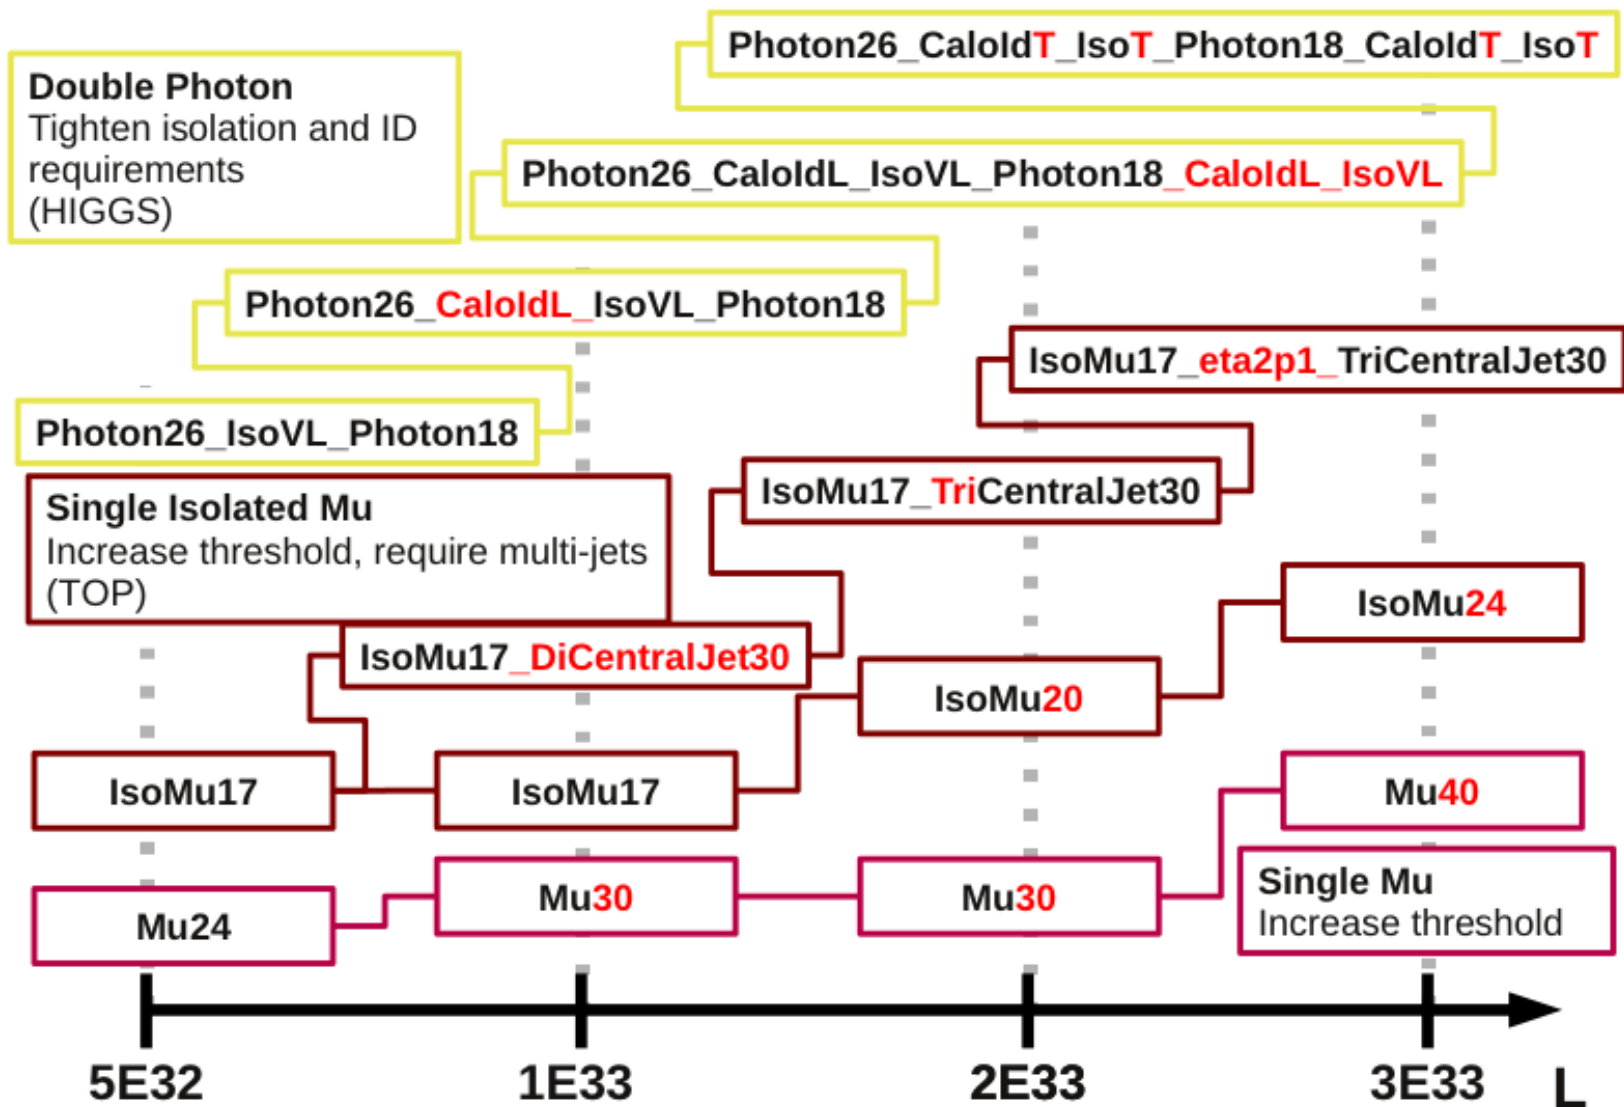 Photon26_CaloIdT_IsoT_Photon18_CaloIdT_IsoT
Double Photon
Tighten isolation and ID
requirements
(HIGGS)
Photon26_CaloIdL_IsoVL_Photon18_CaloIdL_IsoVL
Photon26_CaloIdL_IsoVL_Photon18
IsoMu17_eta2p1_TriCentralJet30
Photon26_IsoVL_Photon18
IsoMu17_TriCentralJet30
Single Isolated Mu
Increase threshold, require multi-jets
(TOP)
IsoMu24
IsoMu17_DiCentralJet30
IsoMu20
IsoMu17
IsoMu17
Mu40
Mu24
Mu30
Mu30
Single Mu
Increase threshold
5E32
1E33
2E33
3E33
L